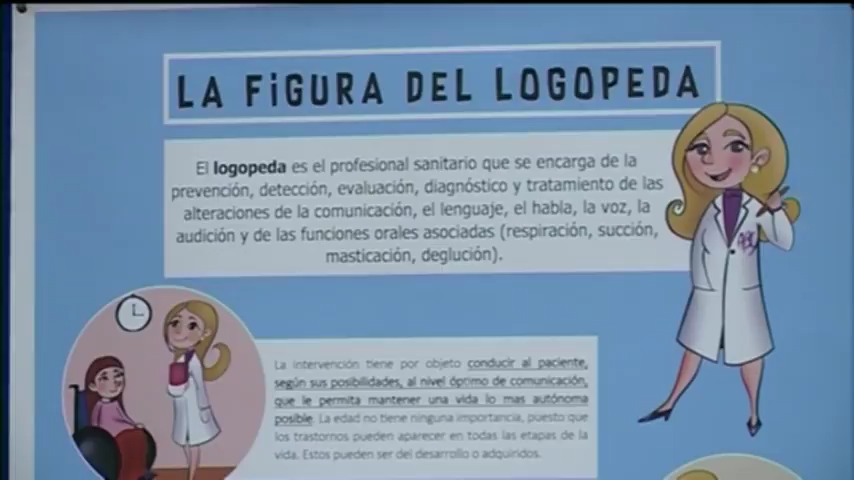 LA FiGURA DEL LOGOPEDA
El logopeda es el profesional sanitario que se encarga de la
prevención, detección, evaluación, diagnóstico y tratamiento de las
alteraciones de la comunicación, el lenguaje, el habla, la voz, la
audición y de las funciones orales asociadas (respiración, succión,
masticación, deglución).
La intervención tiene por objeto conducir al paciente,
según sus posibilidades, al nivel óptimo de comunicación,
que le permita mantener una vida lo mas autónoma
posible. La edad no tiene ninguna importancia, puesto que
los trastornos pueden aparecer en todas las etapas de la
vida. Estos pueden ser del desarrollo o adquiridos.